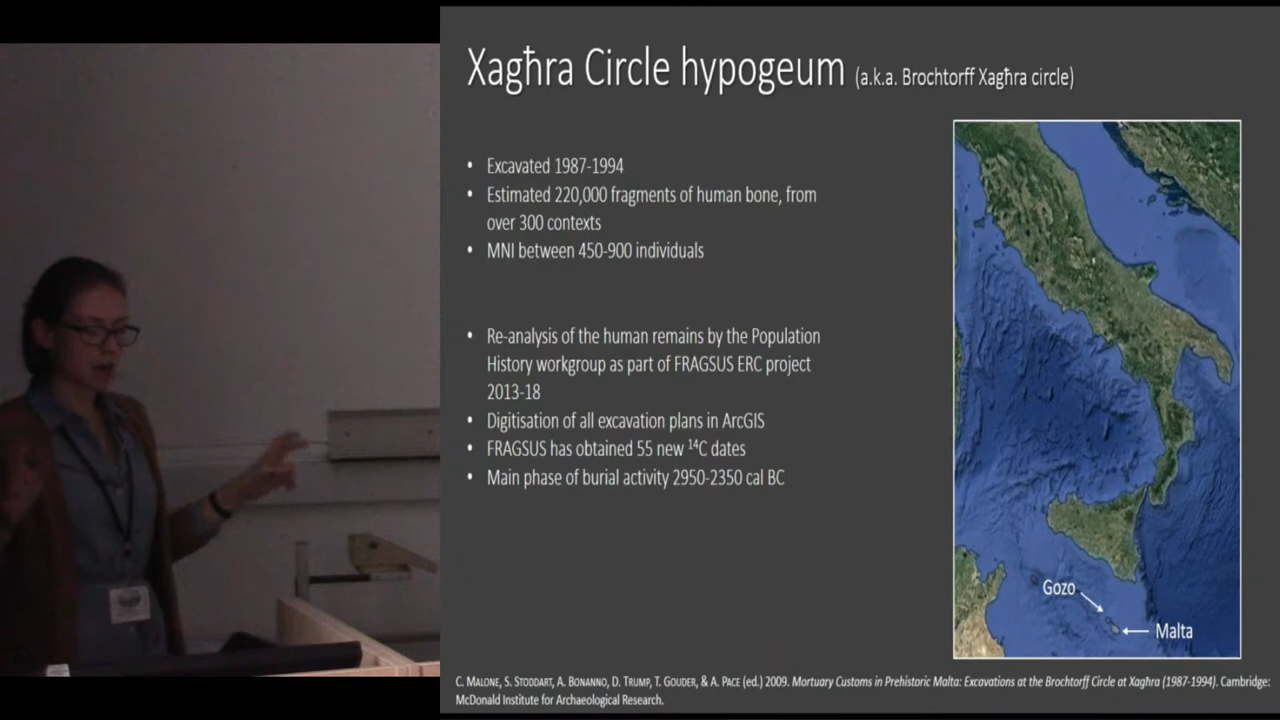 Xagħra Circle hypogeum (a.k.a. Brochtorff Xagħra circle)
• Excavated 1987-1994
• Estimated 220,000 fragments of human bone, from
over 300 contexts
• MNI between 450-900 individuals
• Re-analysis of the human remains by the Population
History workgroup as part of FRAGSUS ERC project
2013-18
• Digitisation of all excavation plans in ArcGIS
• FRAGSUS has obtained 55 new ¹⁴C dates
• Main phase of burial activity 2950-2350 cal BC
Gozo
Malta
C. MALONE, S. STODDART, A. BONANNO, D. TRUMP, T. GOUDER, & A. PACE (ed.) 2009. Mortuary Customs in Prehistoric Malta: Excavations at the Brochtorff Circle at Xaghra (1987-1994). Cambridge:
McDonald Institute for Archaeological Research.